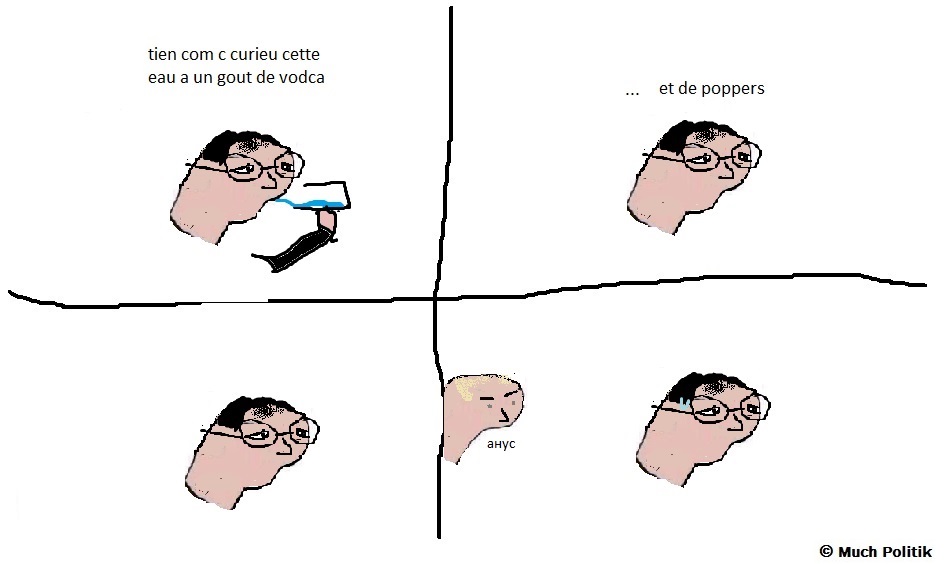 tien com c curieu cette
eau a un gout de vodca
... et de poppers
анус
© Much Politik